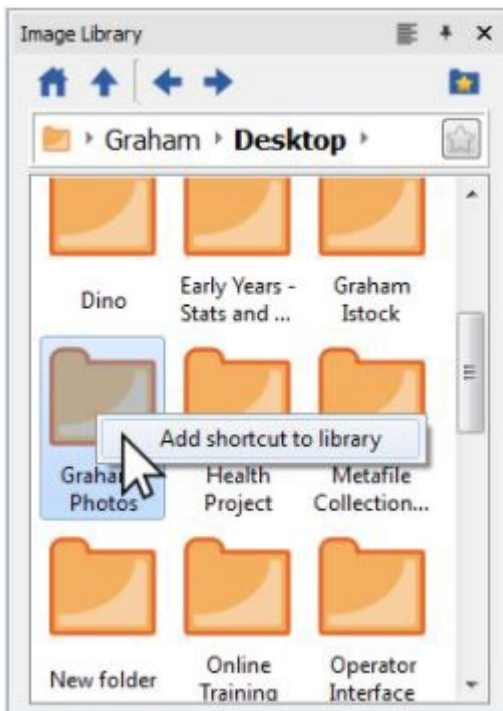 Image Library
Graham Desktop
Dino
Early Years -
Stats and ...
Graham
Istock
Add shortcut to library
Photos
Health
Project
Metafile
Collection...
New folder
Online
Training
Operator
Interface